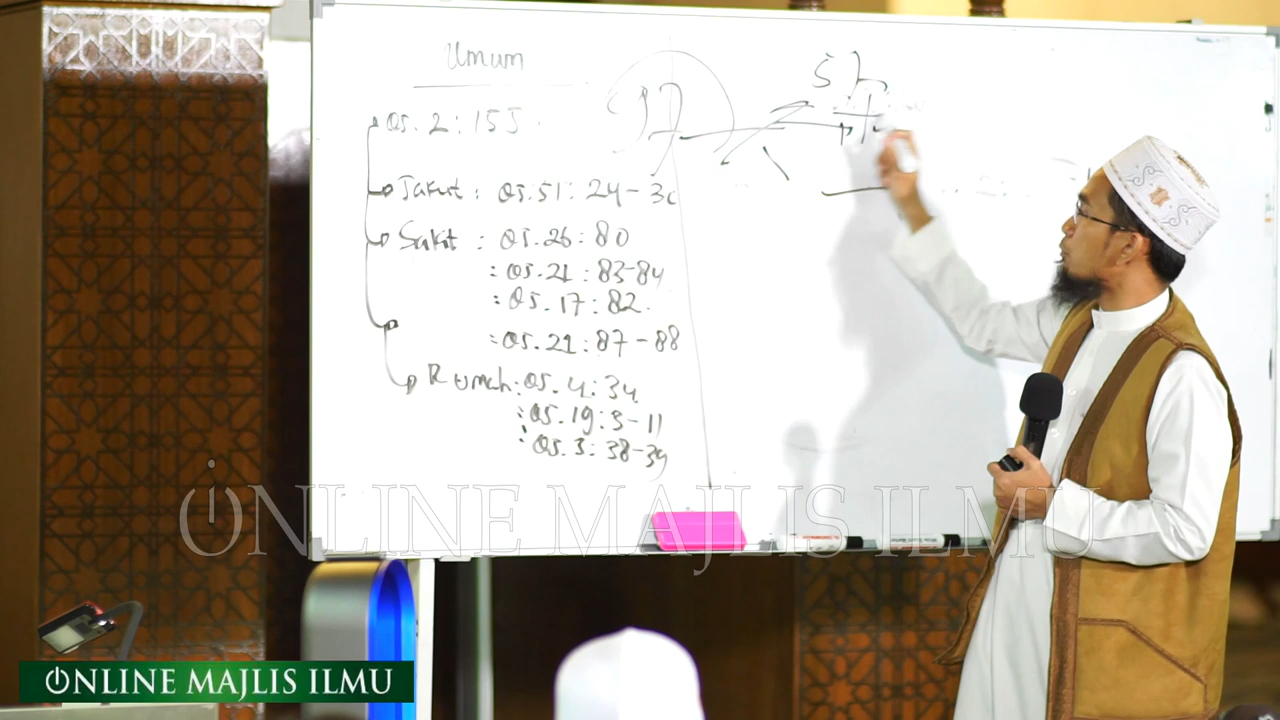 Umum
QS. 2 : 155
Takut : QS. 51 : 24 - 30
Sakit : QS. 26 : 80
: QS. 21 : 83-84
: QS. 17 : 82.
: QS. 21 : 87 - 88
Rumah : QS. 4 : 34
: QS. 19 : 3 - 11
: QS. 3 : 38-39
ONLINE MAJLIS ILMU
ONLINE MAJLIS ILMU